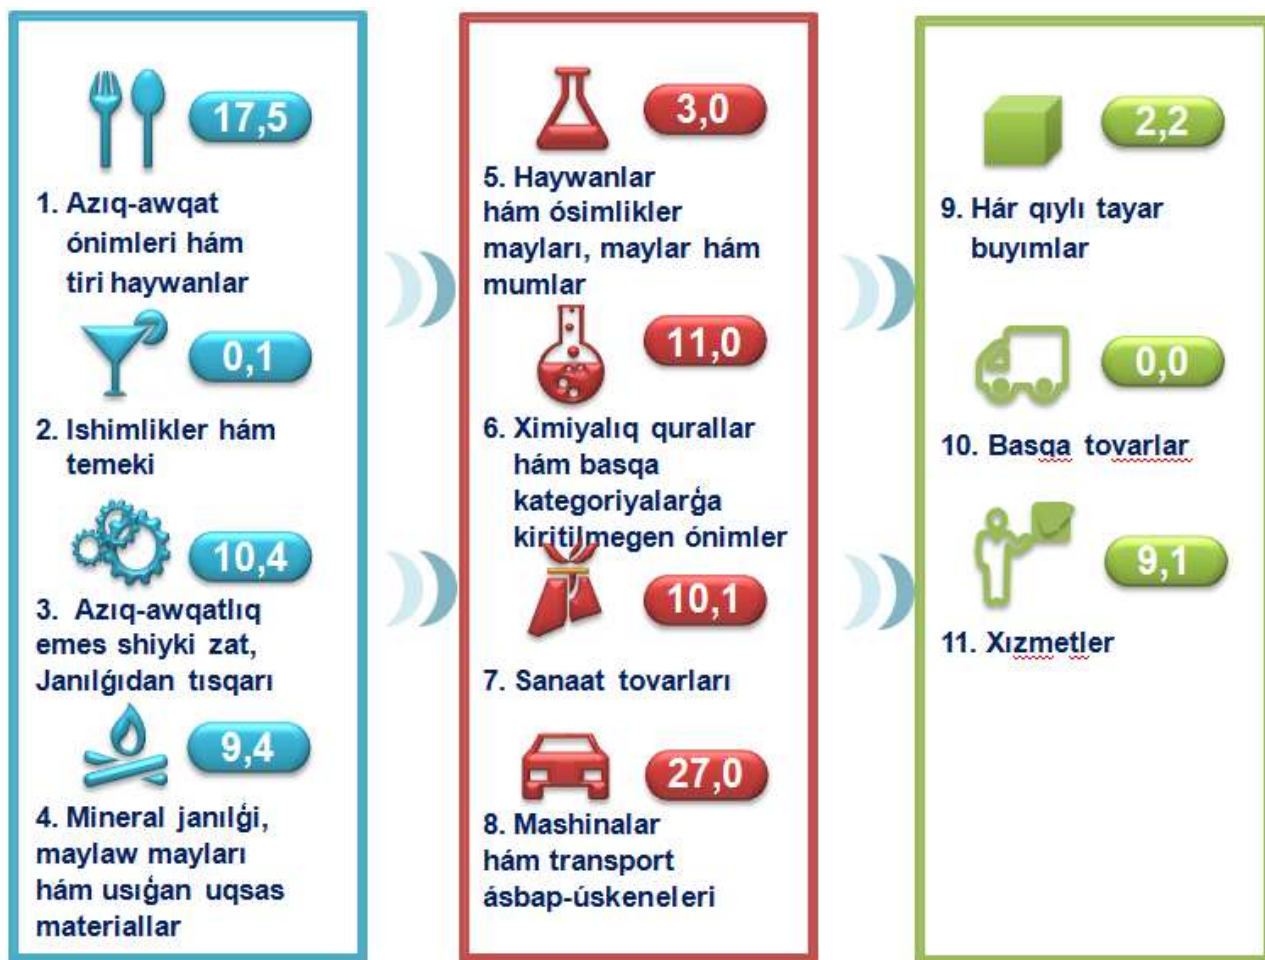 17,5
1. Azıq-awqat
ónimleri hám
tiri haywanlar
0,1
2. Ishimlikler hám
temeki
10,4
3. Azıq-awqatlıq
emes shiyki zat,
Janılǵıdan tısqarı
9,4
4. Mineral janılǵi,
maylaw mayları
hám usıǵan uqsas
materiallar
3,0
5. Haywanlar
hám ósimlikler
mayları, maylar hám
mumlar
11,0
6. Ximiyalıq qurallar
hám basqa
kategoriyalarǵa
kiritilmegen ónimler
10,1
7. Sanaat tovarları
27,0
8. Mashinalar
hám transport
ásbap-úskeneleri
2,2
9. Hár qıylı tayar
buyımlar
0,0
10. Basqa tovarlar
9,1
11. Xızmetler